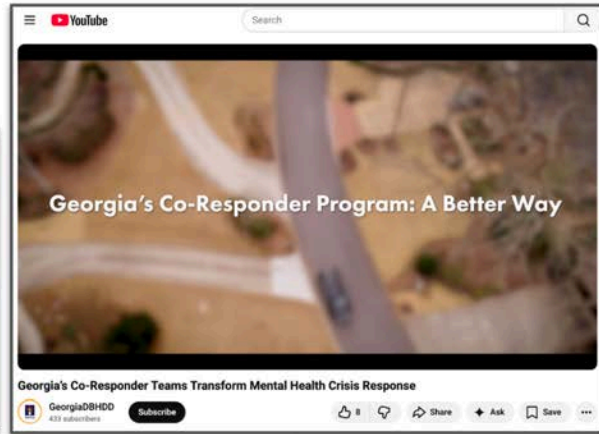 YouTube
Search
Georgia's Co-Responder Program: A Better Way
Georgia's Co-Responder Teams Transform Mental Health Crisis Response
GeorgiaDBHDD
433 subscribers
Subscribe
8
Share
Ask
Save